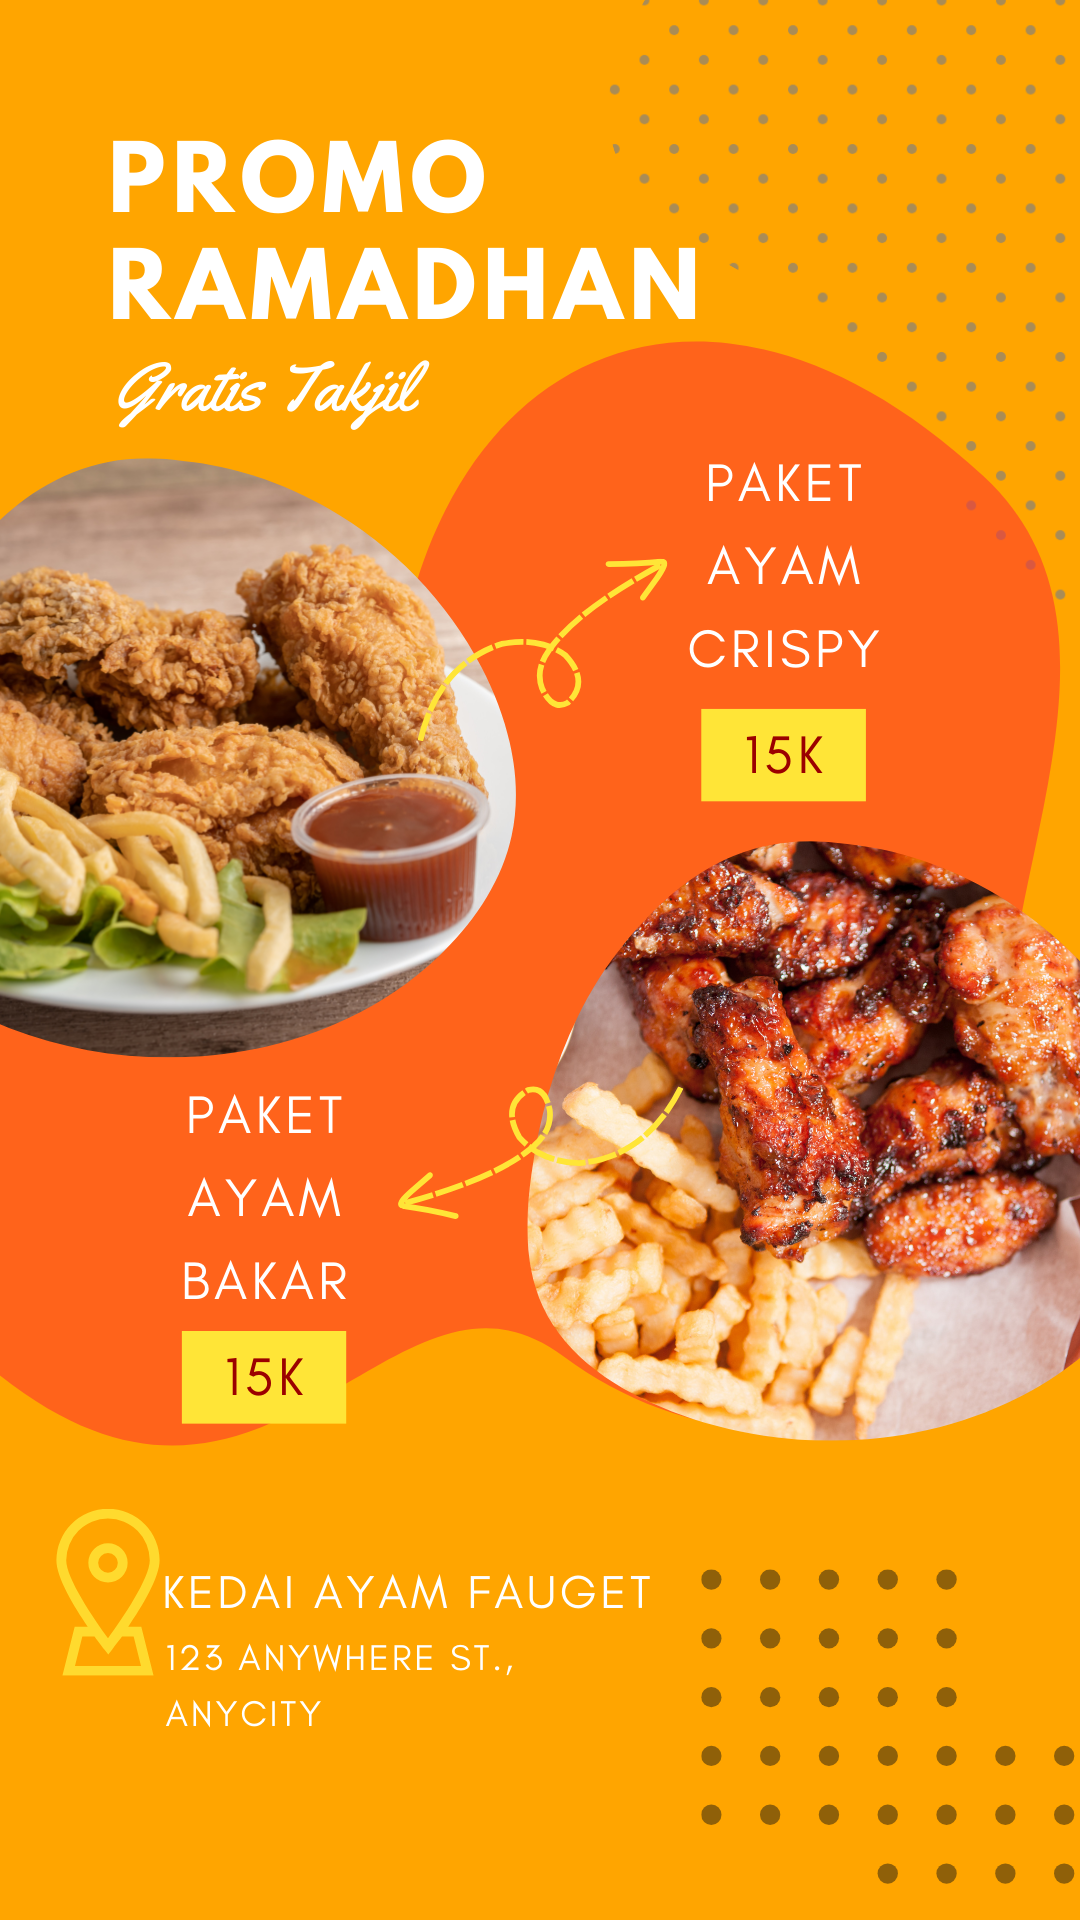 PROMO
RAMADHAN
Gratis Takjil
PAKET
AYAM
CRISPY
15K
PAKET
AYAM
BAKAR
15K
KEDAI AYAM FAUGET
123 ANYWHERE ST.,
ANYCITY